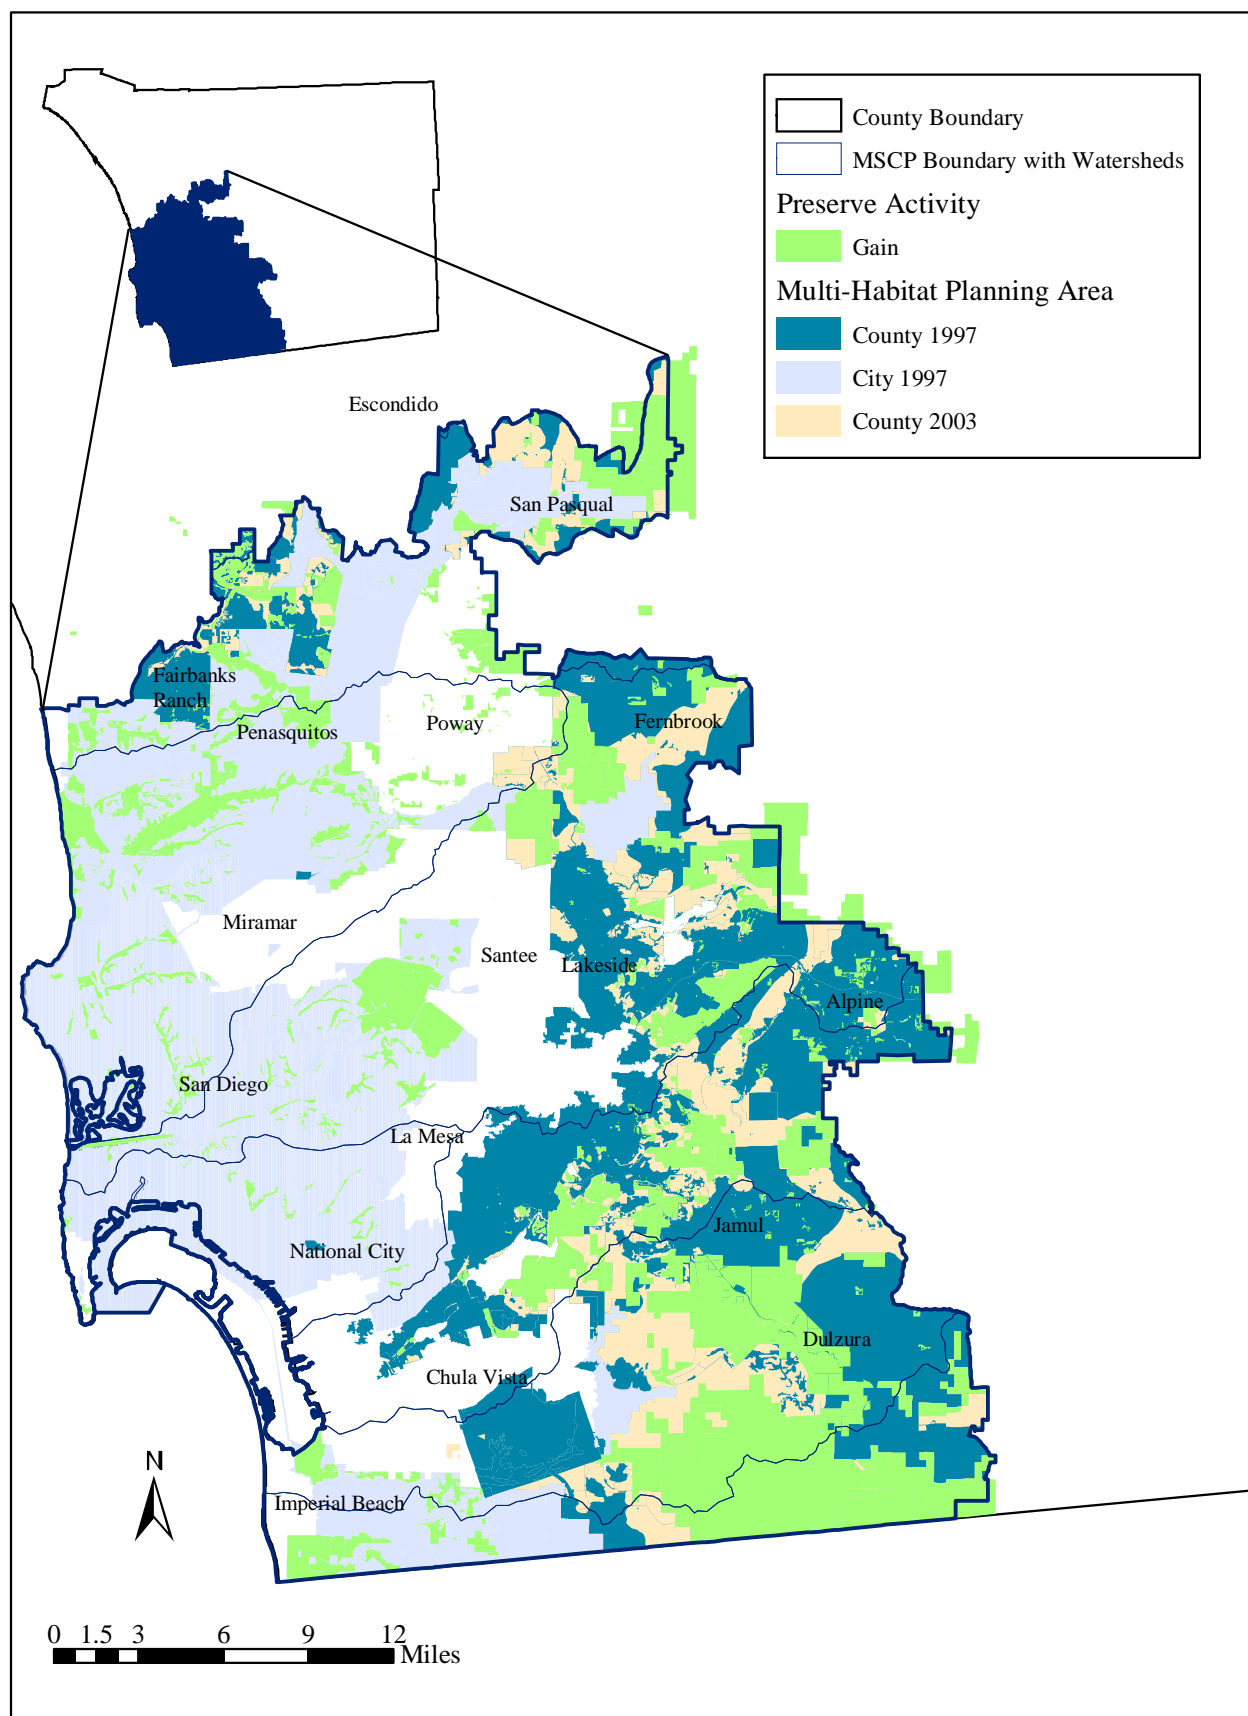 County Boundary
MSCP Boundary with Watersheds
Preserve Activity
Gain
Multi-Habitat Planning Area
County 1997
City 1997
County 2003
Escondido
San Pasqual
Fairbanks
Ranch
Penasquitos
Poway
Fernbrook
Miramar
Santee
Lakeside
Alpine
San Diego
La Mesa
National City
Jamul
Dulzura
Chula Vista
Imperial Beach
N
0 1.5 3 6 9 12
Miles